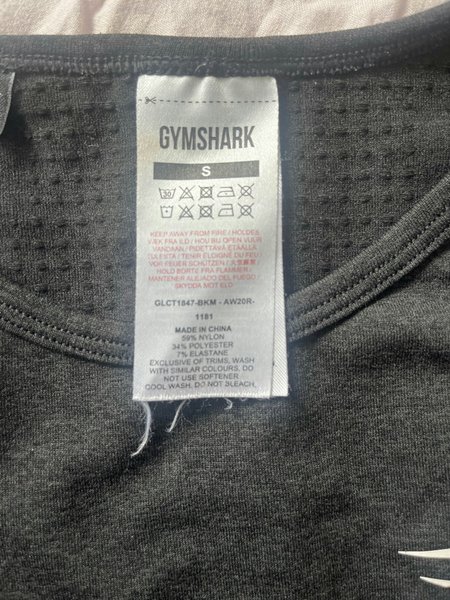 GYMSHARK
S
30
KEEP AWAY FROM FIRE / HOLDES
VÆK FRA ILD / HOU BU OPEN VUUR
VANDAAN / PIDETTÄVÄ ETÄÄLLÄ
TULESTA / TENIR ÉLOIGNÉ DU FEU /
VOR FEUER SCHÜTZEN /
HOLD BORTE FRA FLAMMER /
MANTENER ALEJADO DEL FUEGO /
SKYDDA MOT ELD
GLCT1847-BKM - AW20R-
1181
MADE IN CHINA
59% NYLON
34% POLYESTER
7% ELASTANE
EXCLUSIVE OF TRIMS, WASH
WITH SIMILAR COLOURS, DO
NOT USE SOFTENER
COOL WASH, DO NOT BLEACH,